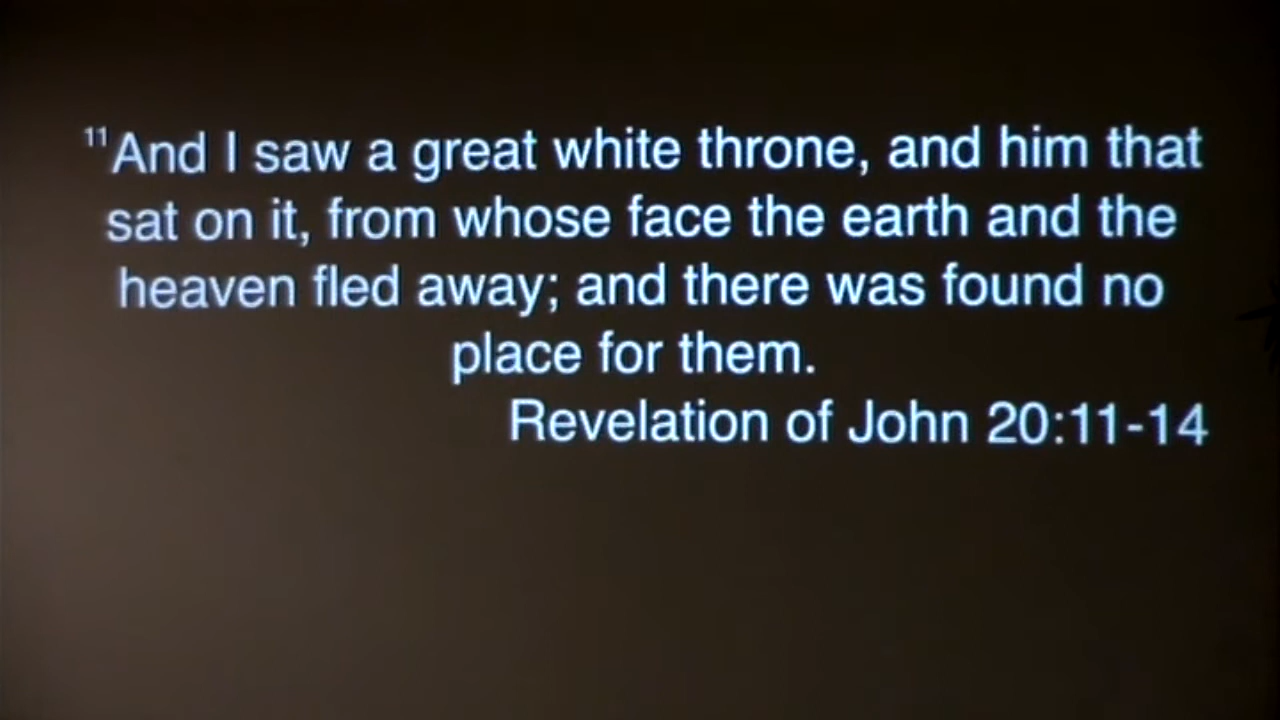 ¹¹And I saw a great white throne, and him that
sat on it, from whose face the earth and the
heaven fled away; and there was found no
place for them.
Revelation of John 20:11-14